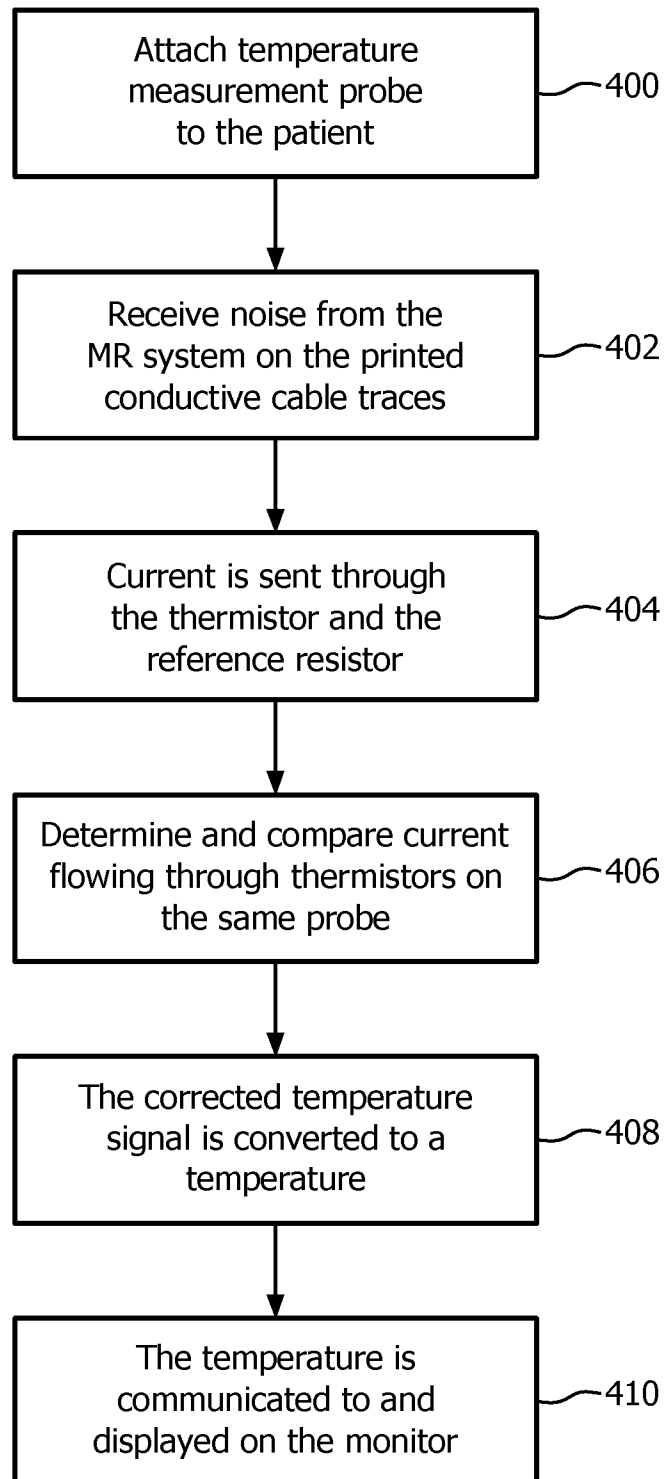 Attach temperature
measurement probe
to the patient
400
Receive noise from the
MR system on the printed
conductive cable traces
402
Current is sent through
the thermistor and the
reference resistor
404
Determine and compare current
flowing through thermistors on
the same probe
406
The corrected temperature
signal is converted to a
temperature
408
The temperature is
communicated to and
displayed on the monitor
410